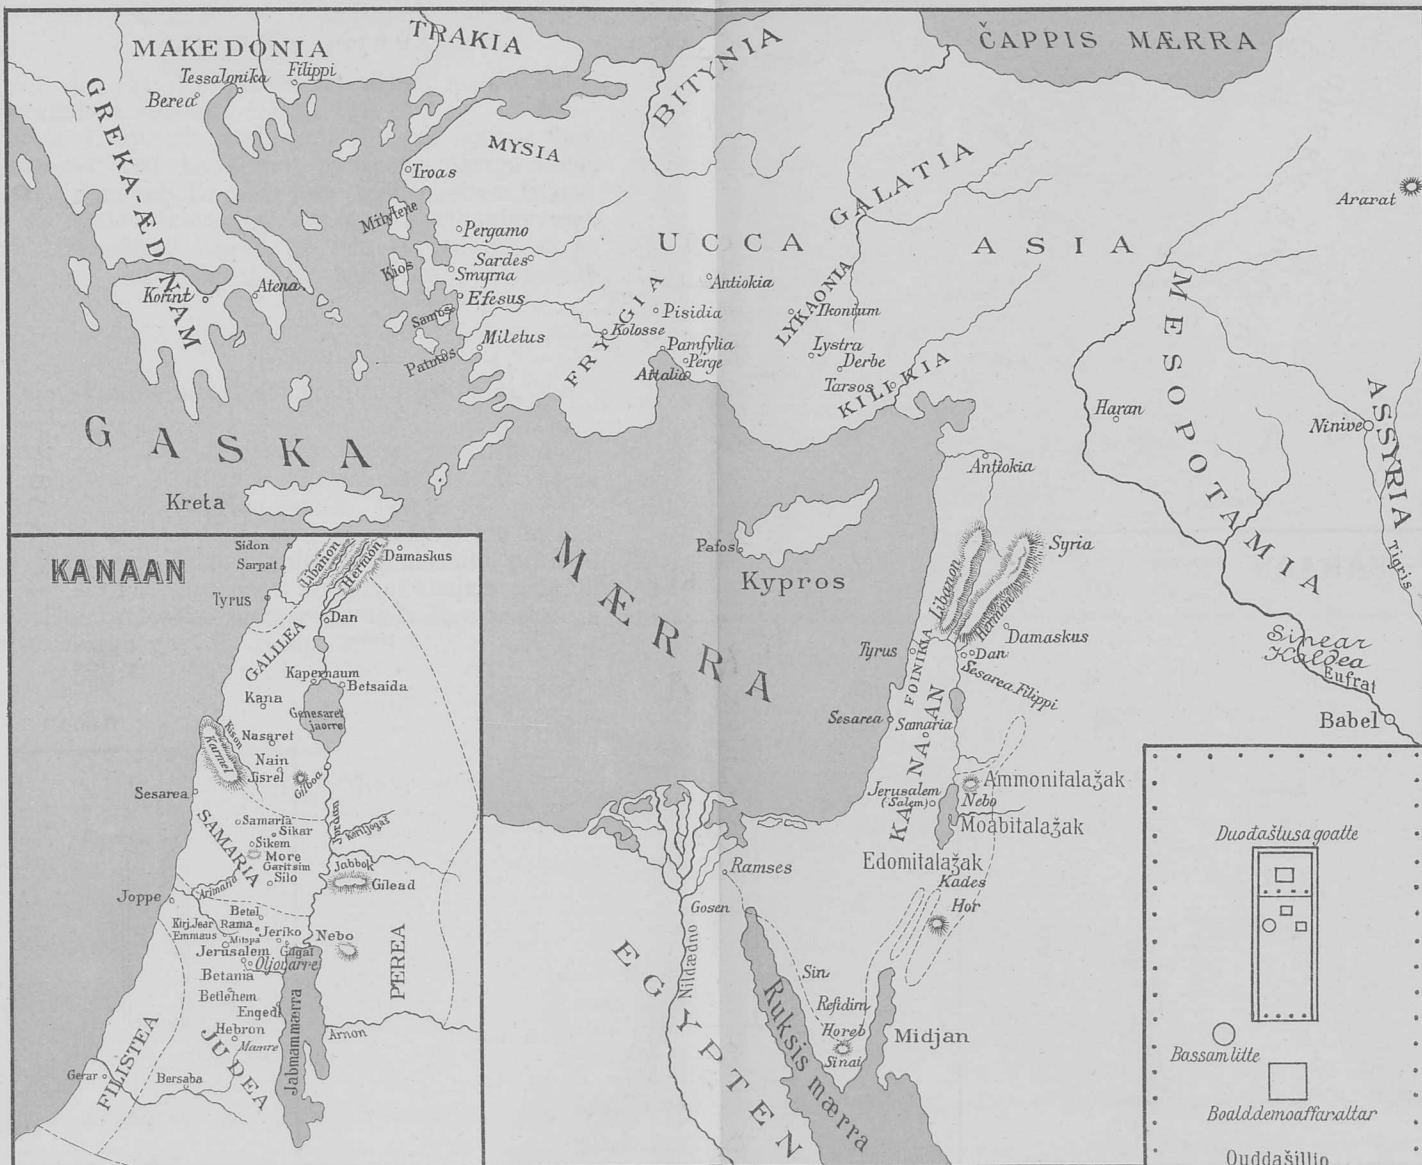 MAKEDONIA
TRAKIA
BITYNIA
ČAPPIS MÆRRA
Tessalonika
Filippi
Berea
GREKA-ÆDNAM
MYSIA
Troas
GALATIA
Ararat
Mitylene
Pergamo
UCCA ASIA
Sardes
Kios
Smyrna
Antiokia
Korint
Atena
Efesus
FRYGIA
LYKAONIA
Ikonium
MESOPOTAMIA
Samos
Pisidia
Miletus
Kolosse
Pamfylia
Lystra
Patmos
Perge
Derbe
Attalia
Tarsos
KILIKIA
ASSYRIA
Haran
Ninive
GASKA MÆRRA
Antiokia
Kreta
Pafos
Kypros
Syria
Libanon
Hermon
Tigris
Damaskus
Tyrus
FOINIKIA
Dan
Sesarea Filippi
Sinear
Kaldea
Eufrat
Babel
Sesarea
Samaria
KANAAN
Ammonitalažak
Jerusalem
(Salem)
Nebo
Moabitalažak
Edomitalažak
Kades
Hor
Ramses
Gosen
Nildædno
EGYPTEN
Sin
Refidim
Horeb
Sinai
Midjan
Ruksis mærra
KANAAN
Sidon
Sarpat
Libanon
Hermon
Damaskus
Tyrus
Dan
GALILEA
Kapernaum
Betsaida
Kana
Genesaret
jaorre
Kison
Karmel
Nasaret
Nain
Jisrel
Gilboa
Sesarea
SAMARIA
Samaria
Sikar
Sikem
More
Garitsim
Silo
Jordan
Keritjogaš
Jabbok
Gilead
Joppe
Arimatia
Betel
Kirj.Jear
Rama
Emmaus
Jeriko
Mitspa
Nebo
Jerusalem
Gilgal
Oljovarre
Betania
PEREA
Betlehem
Engedi
Hebron
Mamre
JUDEA
Jabmammærra
Arnon
FILISTEA
Gerar
Bersaba
Duođaštusa goatte
Bassam litte
Boalddemoaffaraltar
Ouddašillio